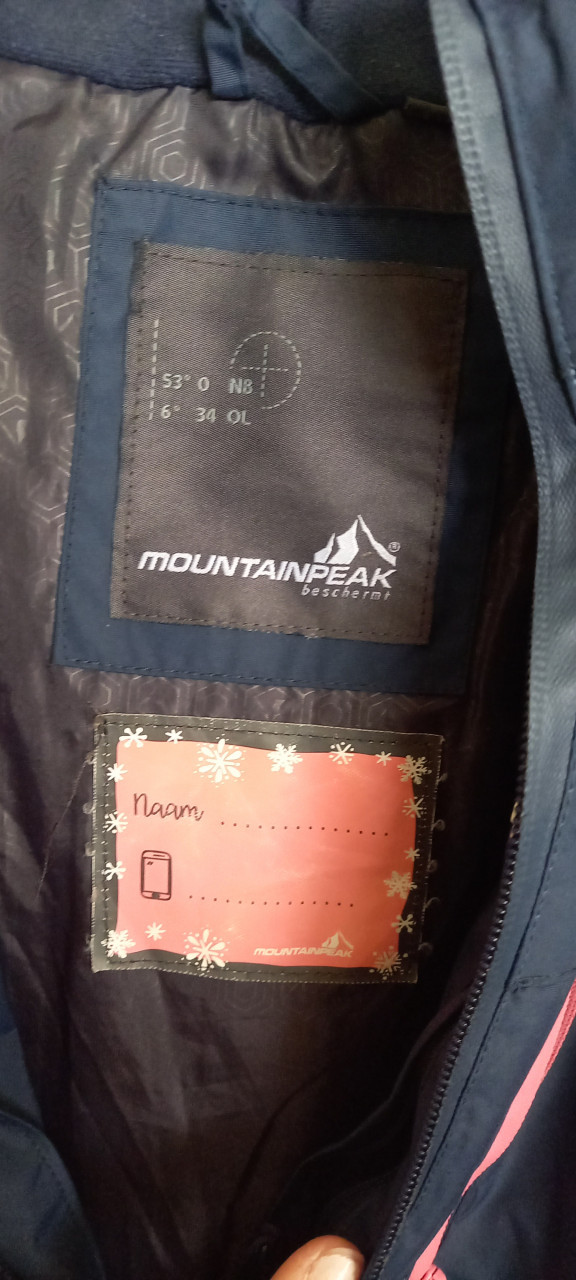 53° 0 NB
6° 34 OL
MOUNTAINPEAK®
beschermt
Naam ................
................
MOUNTAINPEAK